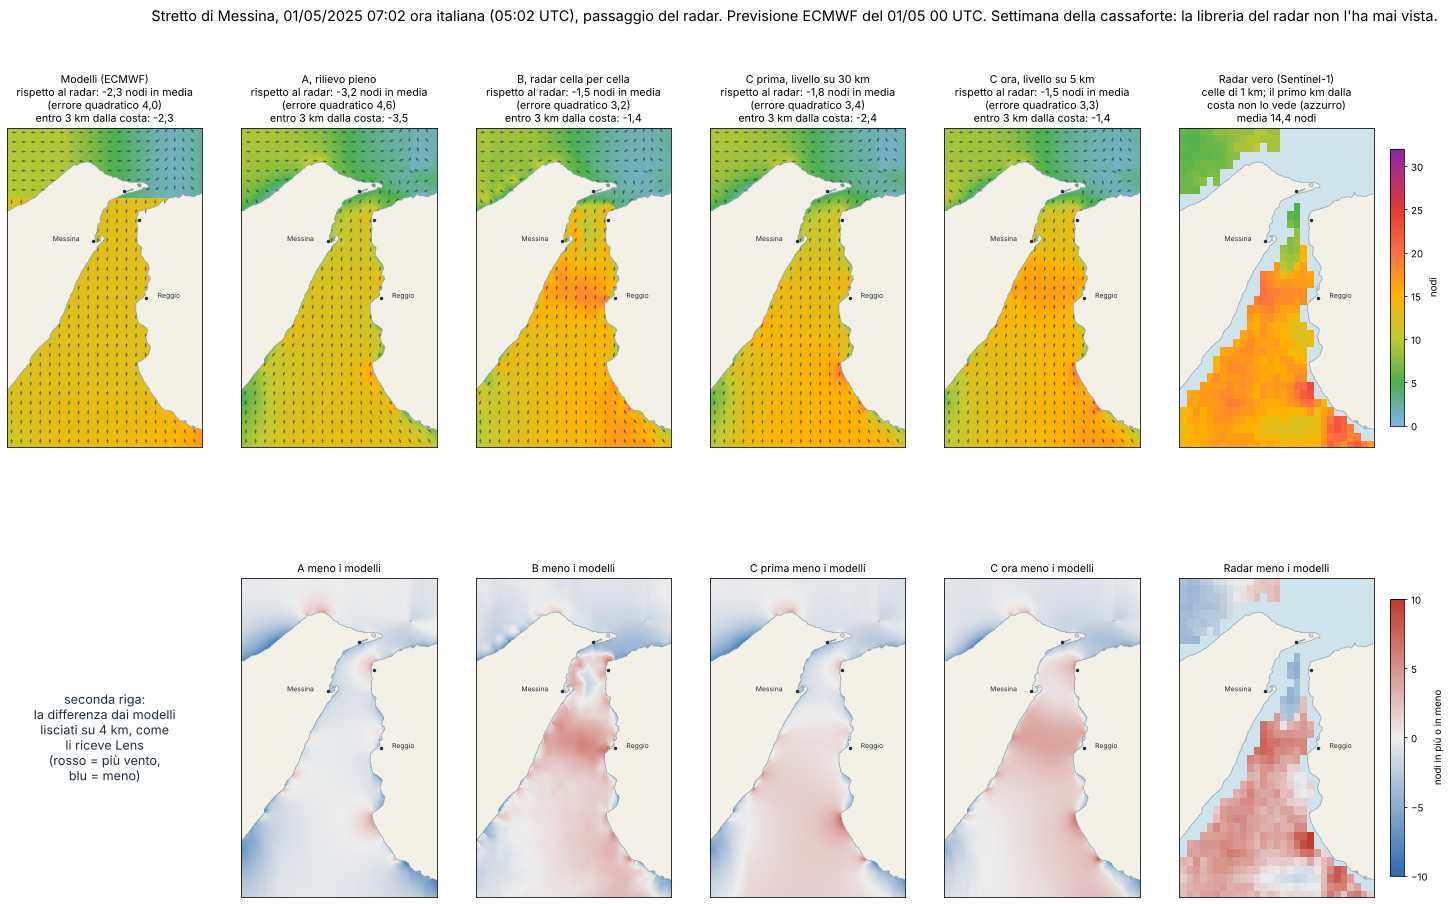 Stretto di Messina, 01/05/2025 07:02 ora italiana (05:02 UTC), passaggio del radar. Previsione ECMWF del 01/05 00 UTC. Settimana della cassaforte: la libreria del radar non l'ha mai vista.
Modelli (ECMWF)
rispetto al radar: -2,3 nodi in media
(errore quadratico 4,0)
entro 3 km dalla costa: -2,3
A, rilievo pieno
rispetto al radar: -3,2 nodi in media
(errore quadratico 4,6)
entro 3 km dalla costa: -3,5
B, radar cella per cella
rispetto al radar: -1,5 nodi in media
(errore quadratico 3,2)
entro 3 km dalla costa: -1,4
C prima, livello su 30 km
rispetto al radar: -1,8 nodi in media
(errore quadratico 3,4)
entro 3 km dalla costa: -2,4
C ora, livello su 5 km
rispetto al radar: -1,5 nodi in media
(errore quadratico 3,3)
entro 3 km dalla costa: -1,4
Radar vero (Sentinel-1)
celle di 1 km; il primo km dalla
costa non lo vede (azzurro)
media 14,4 nodi
Messina
Reggio
Messina
Reggio
Messina
Reggio
Messina
Reggio
Messina
Reggio
Messina
Reggio
30
25
20
15
10
5
0
nodi
seconda riga:
la differenza dai modelli
lisciati su 4 km, come
li riceve Lens
(rosso = più vento,
blu = meno)
A meno i modelli
B meno i modelli
C prima meno i modelli
C ora meno i modelli
Radar meno i modelli
Messina
Reggio
Messina
Reggio
Messina
Reggio
Messina
Reggio
Messina
Reggio
10
5
0
−5
−10
nodi in più o in meno